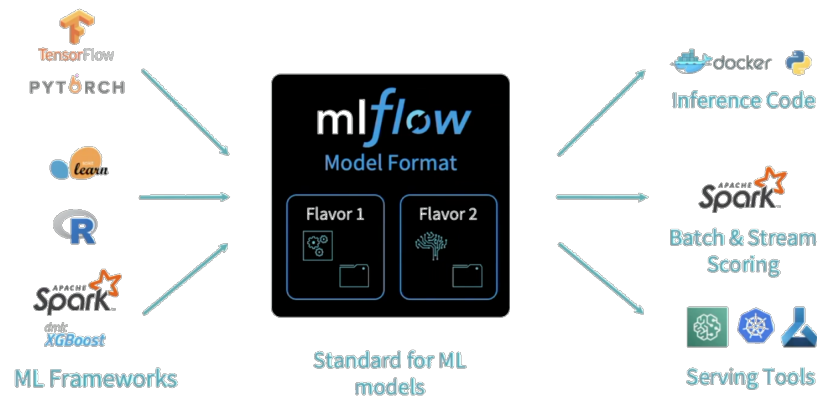 TensorFlow
PYTORCH
learn
R
APACHE
Spark
dmlc
XGBoost
ML Frameworks
mlflow
Model Format
Flavor 1
Flavor 2
Standard for ML
models
docker
Inference Code
APACHE
Spark
Batch & Stream
Scoring
Serving Tools